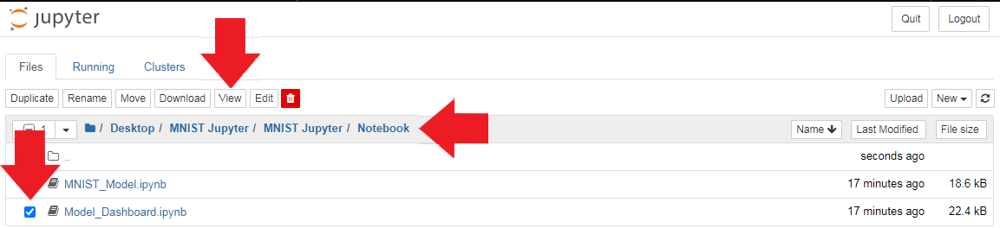 jupyter Quit Logout
Files Running Clusters
Duplicate Rename Move Download View Edit Upload New
1 / Desktop / MNIST Jupyter / MNIST Jupyter / Notebook Name Last Modified File size
.. seconds ago
MNIST_Model.ipynb 17 minutes ago 18.6 kB
Model_Dashboard.ipynb 17 minutes ago 22.4 kB